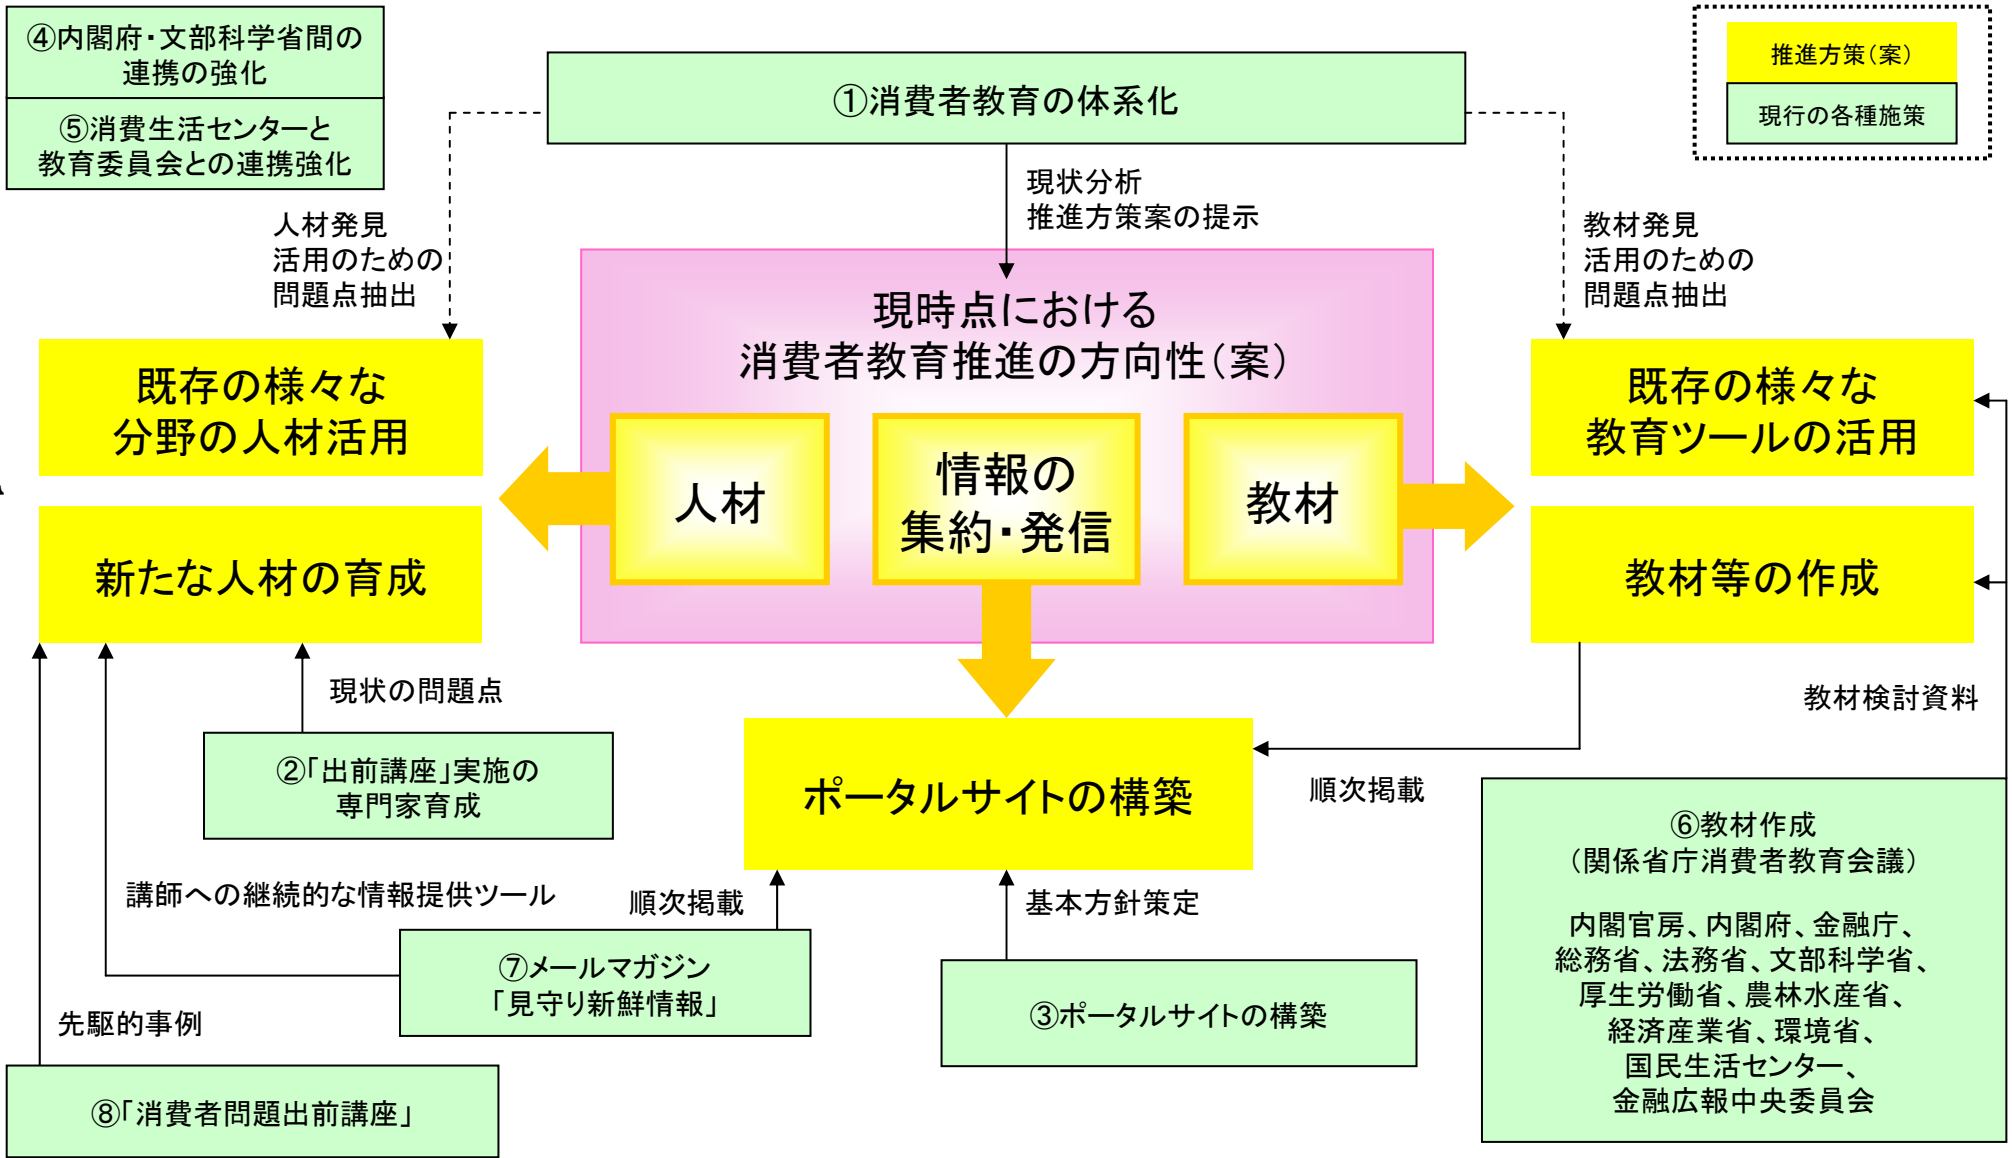 ④内閣府・文部科学省間の
連携の強化
⑤消費生活センターと
教育委員会との連携強化
①消費者教育の体系化
推進方策（案）
現行の各種施策
人材発見
活用のための
問題点抽出
現状分析
推進方策案の提示
教材発見
活用のための
問題点抽出
現時点における
消費者教育推進の方向性（案）
既存の様々な
分野の人材活用
人材
情報の
集約・発信
教材
既存の様々な
教育ツールの活用
新たな人材の育成
教材等の作成
現状の問題点
教材検討資料
②「出前講座」実施の
専門家育成
ポータルサイトの構築
順次掲載
講師への継続的な情報提供ツール
順次掲載
基本方針策定
⑦メールマガジン
「見守り新鮮情報」
③ポータルサイトの構築
先駆的事例
⑧「消費者問題出前講座」
⑥教材作成
（関係省庁消費者教育会議）
内閣官房、内閣府、金融庁、
総務省、法務省、文部科学省、
厚生労働省、農林水産省、
経済産業省、環境省、
国民生活センター、
金融広報中央委員会